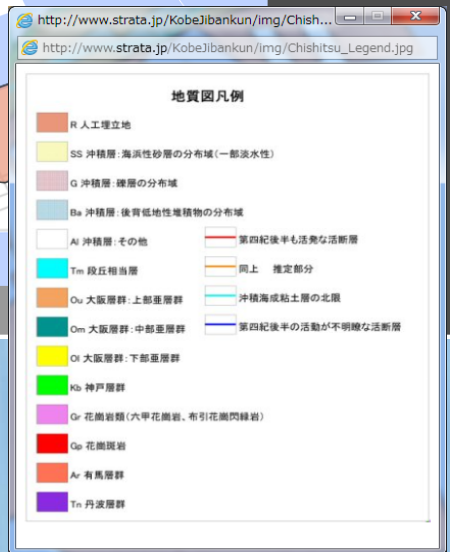 http://www.strata.jp/KobeJibankun/img/Chish...
http://www.strata.jp/KobeJibankun/img/Chishitsu_Legend.jpg
地質図凡例
R 人工埋立地
SS 沖積層:海浜性砂層の分布域(一部淡水性)
G 沖積層:礫層の分布域
Ba 沖積層:後背低地性堆積物の分布域
Al 沖積層:その他
第四紀後半も活発な活断層
Tm 段丘相当層
同上 推定部分
Ou 大阪層群:上部亜層群
沖積海成粘土層の北限
Om 大阪層群:中部亜層群
第四紀後半の活動が不明瞭な活断層
Ol 大阪層群:下部亜層群
Kb 神戸層群
Gr 花崗岩類(六甲花崗岩、布引花崗閃緑岩)
Gp 花崗斑岩
Ar 有馬層群
Tn 丹波層群